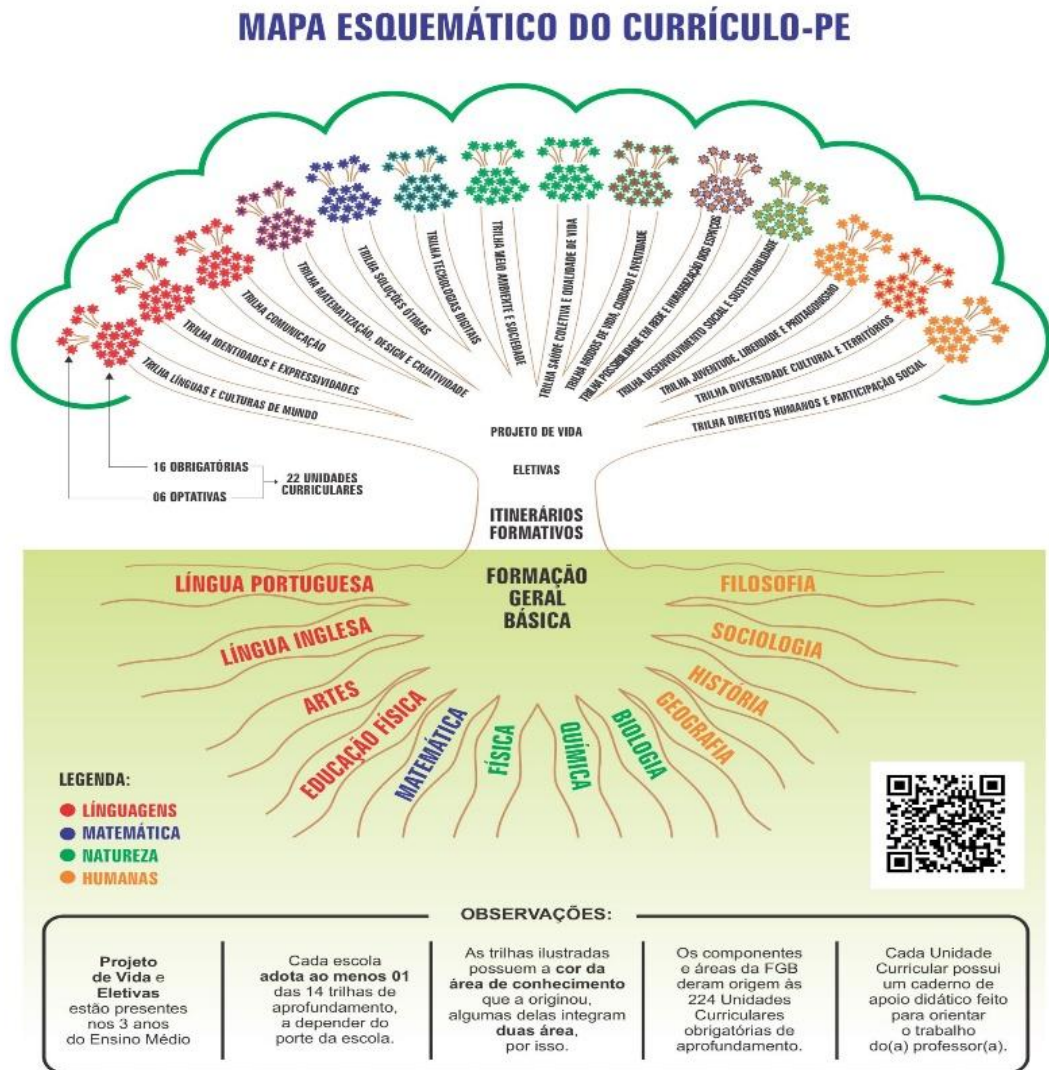 MAPA ESQUEMÁTICO DO CURRÍCULO-PE
TRILHA LÍNGUAS E CULTURAS DE MUNDO
TRILHA IDENTIDADES E EXPRESSIVIDADES
TRILHA COMUNICAÇÃO
TRILHA MATEMATIZAÇÃO, DESIGN E CRIATIVIDADE
TRILHA SOLUÇÕES ÓTIMAS
TRILHA TECNOLOGIAS DIGITAIS
TRILHA MEIO AMBIENTE E SOCIEDADE
TRILHA SAÚDE COLETIVA E QUALIDADE DE VIDA
TRILHA MODOS DE VIDA, CUIDADO E INVENTIDADE
TRILHA POSSIBILIDADE EM REDE E HUMANIZAÇÃO DOS ESPAÇOS
TRILHA DESENVOLVIMENTO SOCIAL E SUSTENTABILIDADE
TRILHA JUVENTUDE, LIBERDADE E PROTAGONISMO
TRILHA DIVERSIDADE CULTURAL E TERRITÓRIOS
TRILHA DIREITOS HUMANOS E PARTICIPAÇÃO SOCIAL
PROJETO DE VIDA
ELETIVAS
16 OBRIGATÓRIAS
06 OPTATIVAS
22 UNIDADES
CURRICULARES
ITINERÁRIOS
FORMATIVOS
FORMAÇÃO
GERAL
BÁSICA
LÍNGUA PORTUGUESA
LÍNGUA INGLESA
ARTES
EDUCAÇÃO FÍSICA
MATEMÁTICA
FÍSICA
QUÍMICA
BIOLOGIA
GEOGRAFIA
HISTÓRIA
SOCIOLOGIA
FILOSOFIA
LEGENDA:
LÍNGUAGENS
MATEMÁTICA
NATUREZA
HUMANAS
OBSERVAÇÕES:
Projeto
de Vida e
Eletivas
estão presentes
nos 3 anos
do Ensino Médio
Cada escola
adota ao menos 01
das 14 trilhas de
aprofundamento,
a depender do
porte da escola.
As trilhas ilustradas
possuem a cor da
área de conhecimento
que a originou,
algumas delas integram
duas área,
por isso.
Os componentes
e áreas da FGB
deram origem às
224 Unidades
Curriculares
obrigatórias de
aprofundamento.
Cada Unidade
Curricular possui
um caderno de
apoio didático feito
para orientar
o trabalho
do(a) professor(a).